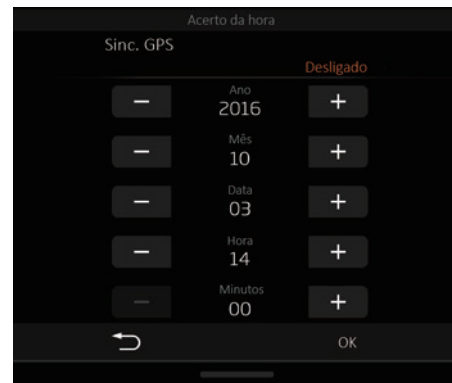 Acerto da hora
Sinc. GPS
Desligado
Ano
− 2016 +
Mês
− 10 +
Data
− 03 +
Hora
− 14 +
Minutos
− 00 +
OK